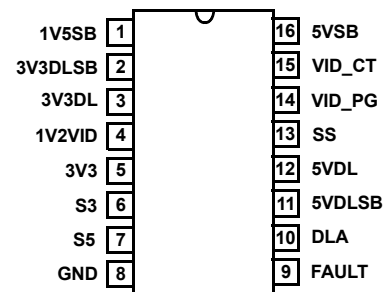 1V5SB 1 16 5VSB
3V3DLSB 2 15 VID_CT
3V3DL 3 14 VID_PG
1V2VID 4 13 SS
3V3 5 12 5VDL
S3 6 11 5VDLSB
S5 7 10 DLA
GND 8 9 FAULT